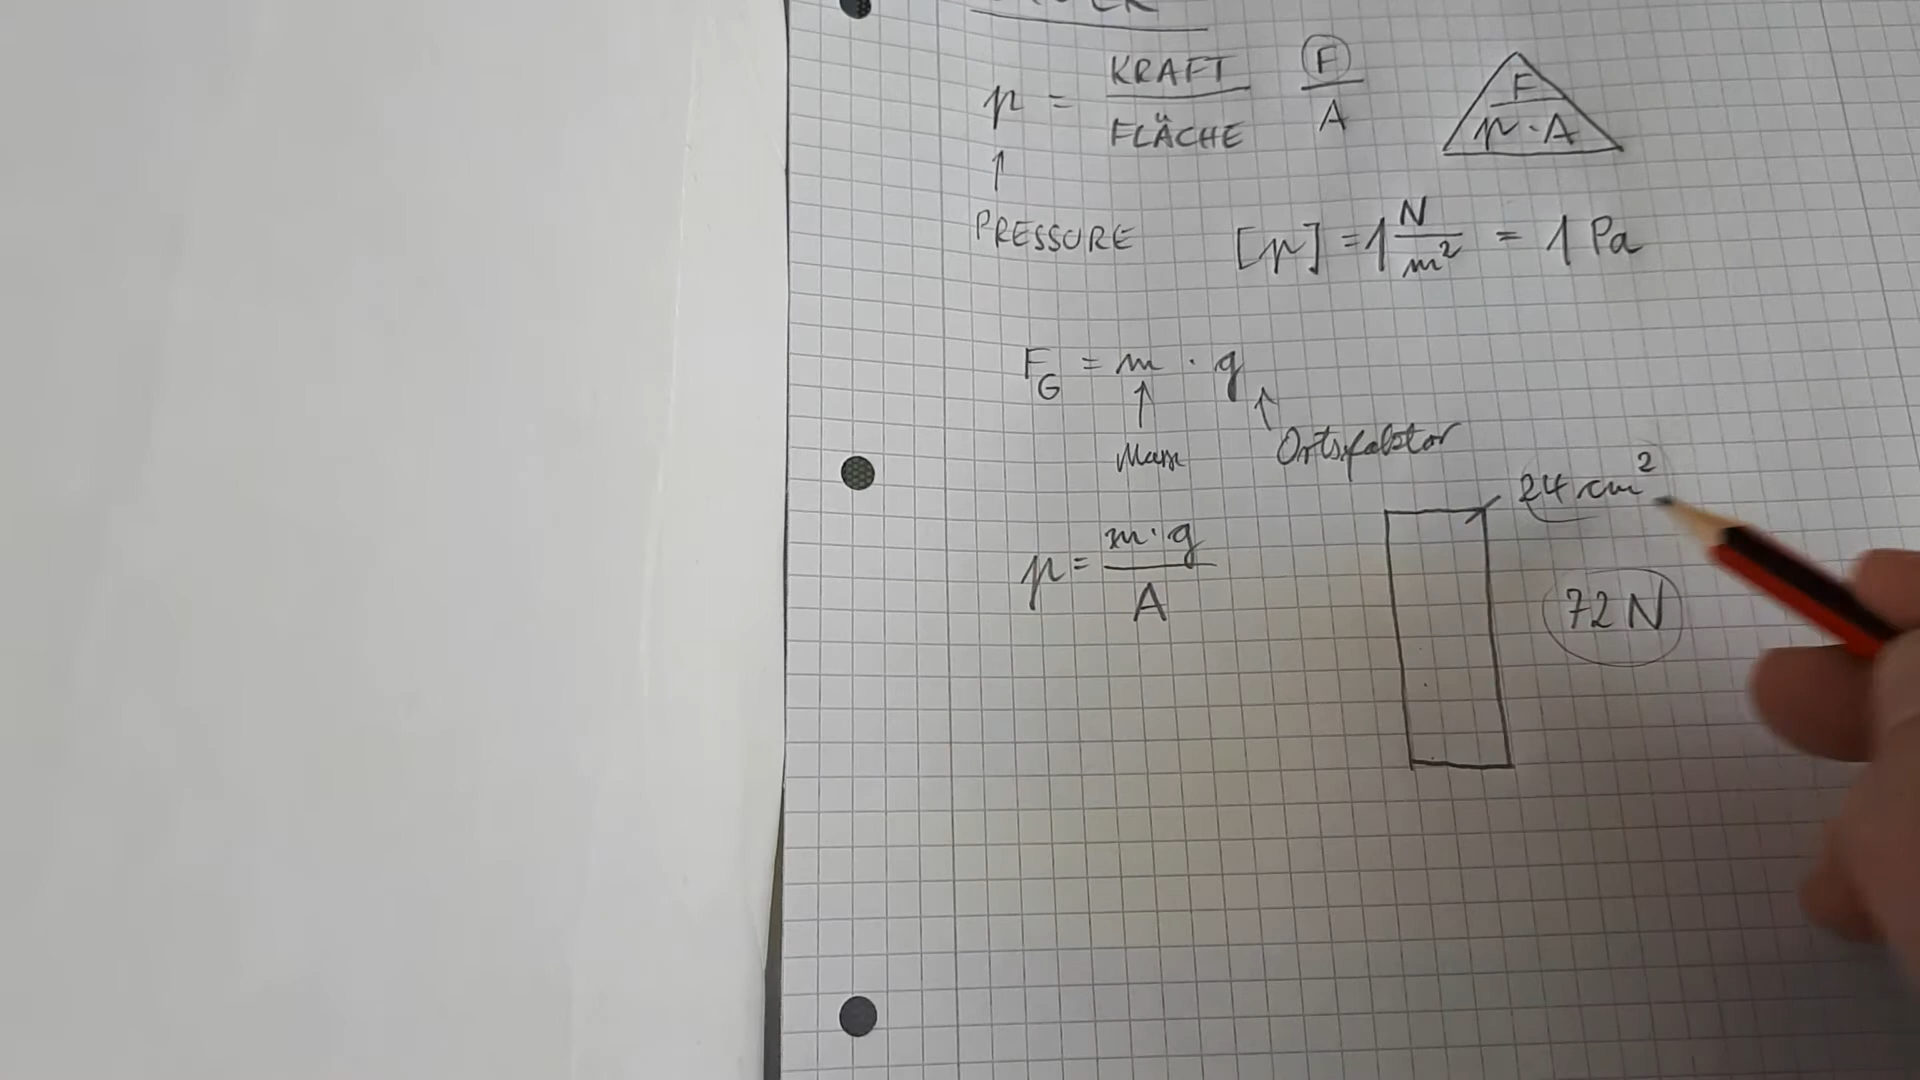 p = KRAFT / FLÄCHE F / A
F / p · A
PRESSURE [p] = 1 N/m² = 1 Pa
F_G = m · g
Masse Ortsfaktor
24 cm²
p = m · g / A
72 N